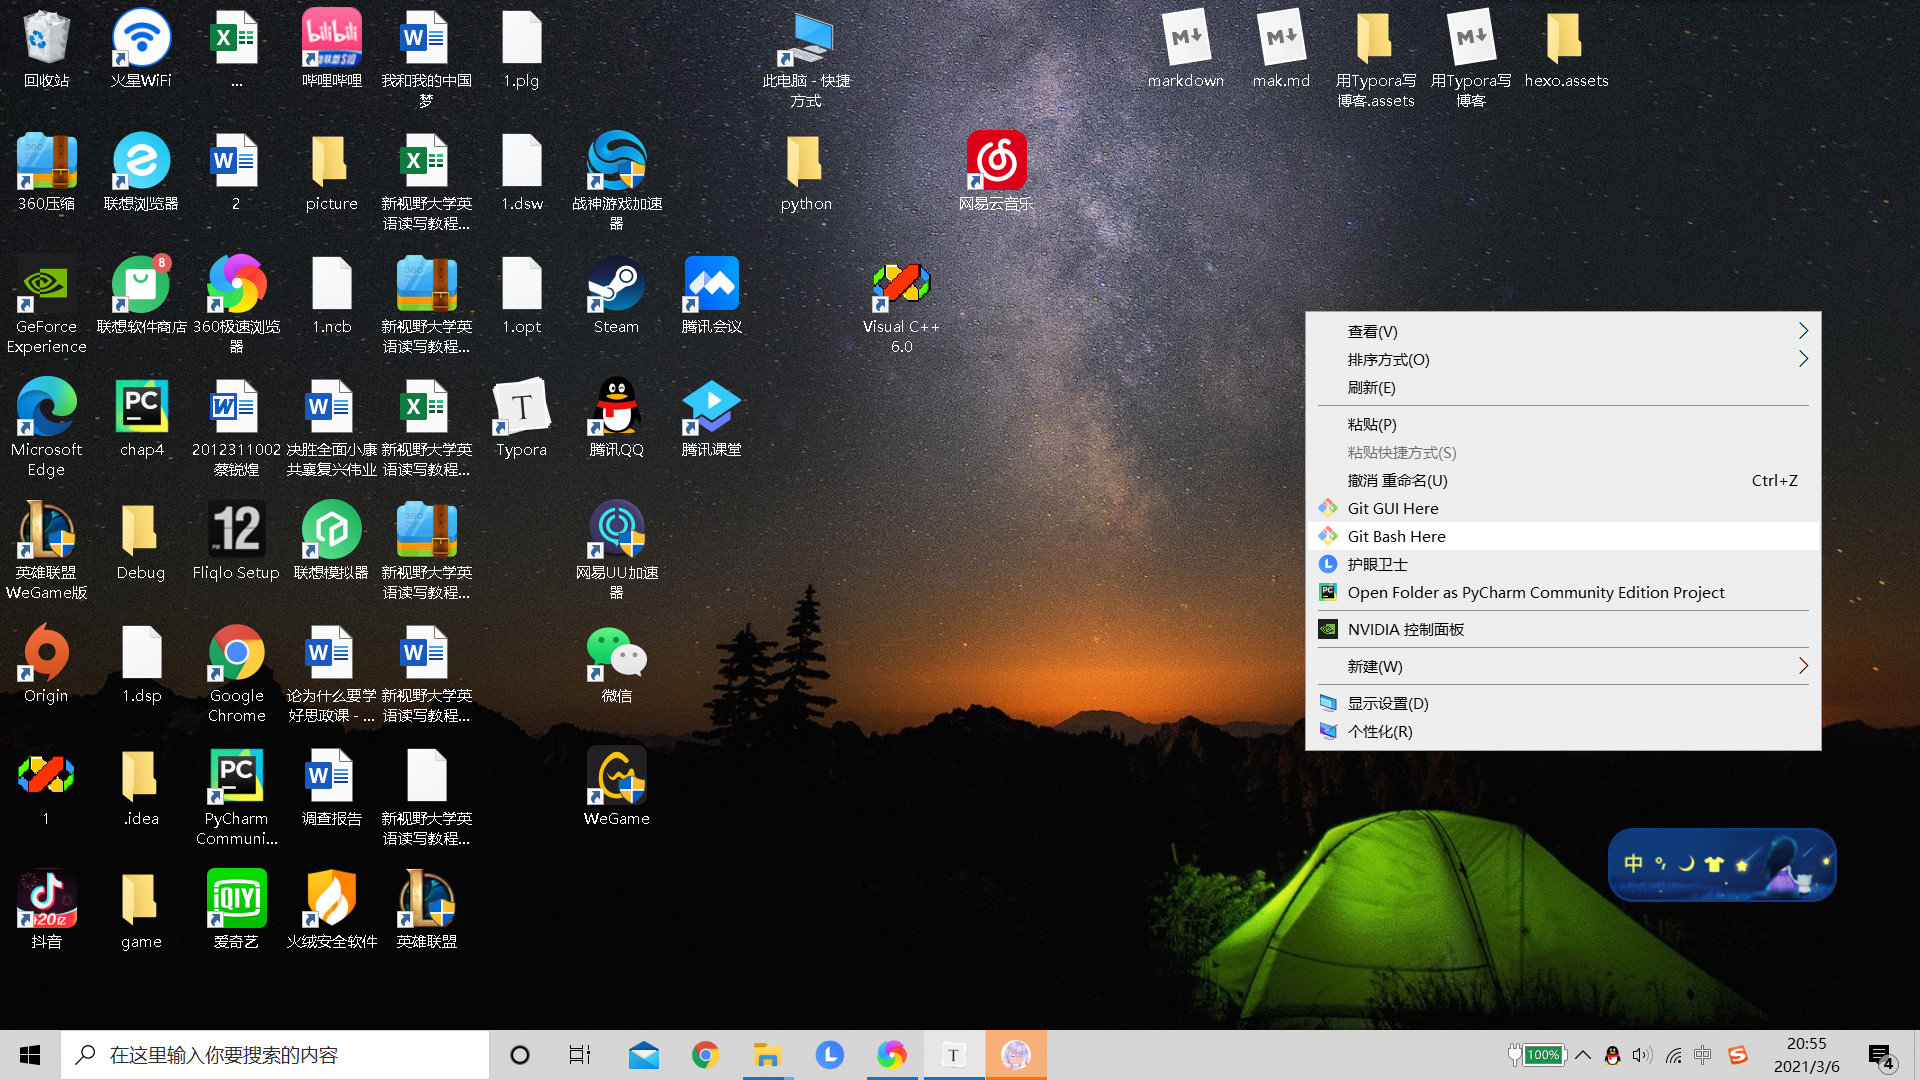 回收站
火星WiFi
...
哔哩哔哩
我和我的中国
梦
1.plg
此电脑 - 快捷
方式
markdown
mak.md
用Typora写
博客.assets
用Typora写
博客
hexo.assets
360压缩
联想浏览器
2
picture
新视野大学英
语读写教程...
1.dsw
战神游戏加速
器
python
网易云音乐
GeForce
Experience
8
联想软件商店
360极速浏览
器
1.ncb
新视野大学英
语读写教程...
1.opt
Steam
腾讯会议
Visual C++
6.0
Microsoft
Edge
chap4
2012311002
蔡锐煌
决胜全面小康
共襄复兴伟业
新视野大学英
语读写教程...
Typora
腾讯QQ
腾讯课堂
英雄联盟
WeGame版
Debug
12
Fliqlo Setup
联想模拟器
新视野大学英
语读写教程...
网易UU加速
器
Origin
1.dsp
Google
Chrome
论为什么要学
好思政课 - ...
新视野大学英
语读写教程...
微信
1
.idea
PyCharm
Communi...
调查报告
新视野大学英
语读写教程...
WeGame
抖音
game
爱奇艺
火绒安全软件
英雄联盟
查看(V)
排序方式(O)
刷新(E)
粘贴(P)
粘贴快捷方式(S)
撤消 重命名(U) Ctrl+Z
Git GUI Here
Git Bash Here
护眼卫士
Open Folder as PyCharm Community Edition Project
NVIDIA 控制面板
新建(W)
显示设置(D)
个性化(R)
中
在这里输入你要搜索的内容
100%
中
20:55
2021/3/6
4